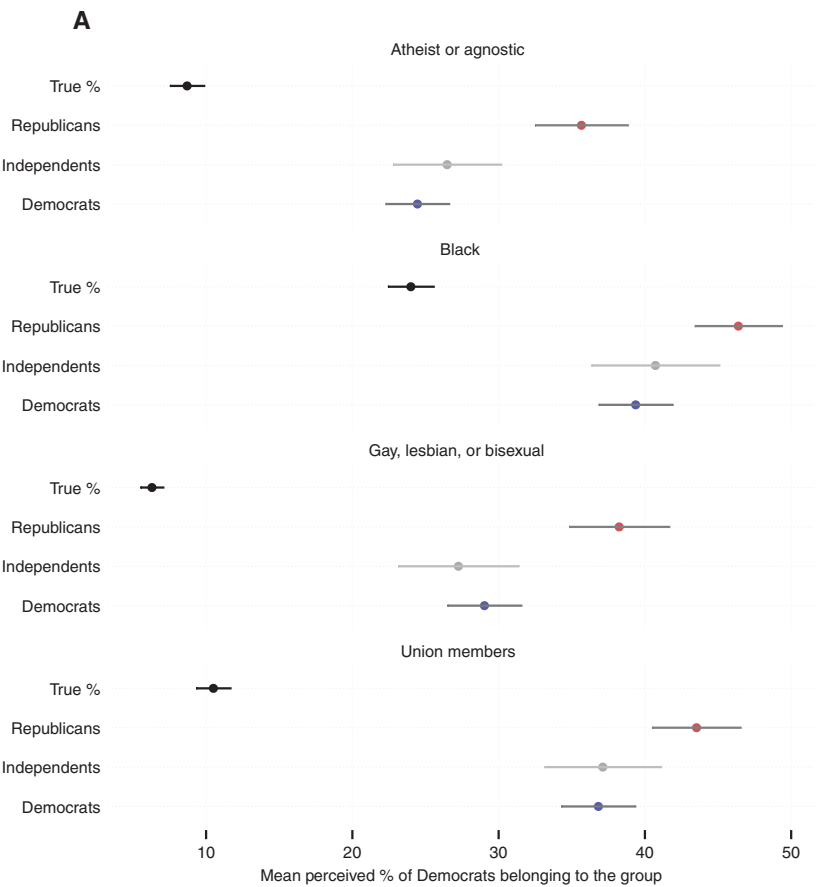 A
Atheist or agnostic
True %
Republicans
Independents
Democrats
Black
True %
Republicans
Independents
Democrats
Gay, lesbian, or bisexual
True %
Republicans
Independents
Democrats
Union members
True %
Republicans
Independents
Democrats
10 20 30 40 50
Mean perceived % of Democrats belonging to the group